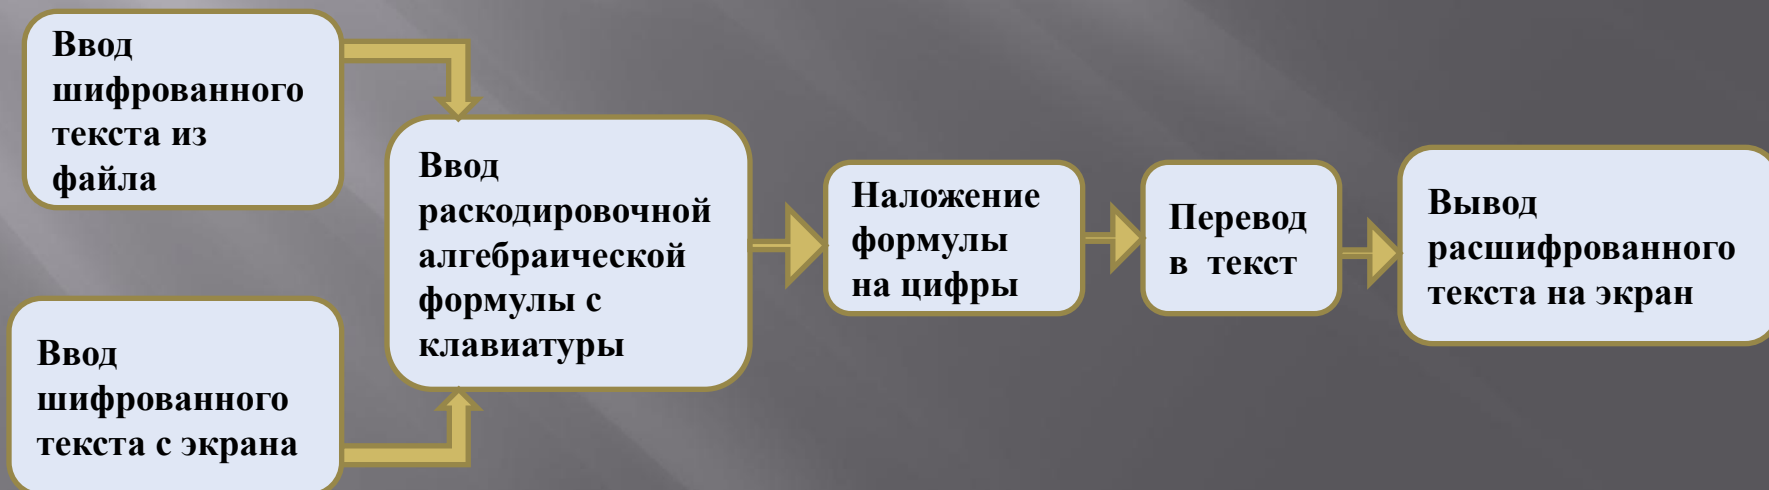 Ввод
шифрованного
текста из
файла
Ввод
шифрованного
текста с экрана
Ввод
раскодировочной
алгебраической
формулы с
клавиатуры
Наложение
формулы
на цифры
Перевод
в текст
Вывод
расшифрованного
текста на экран